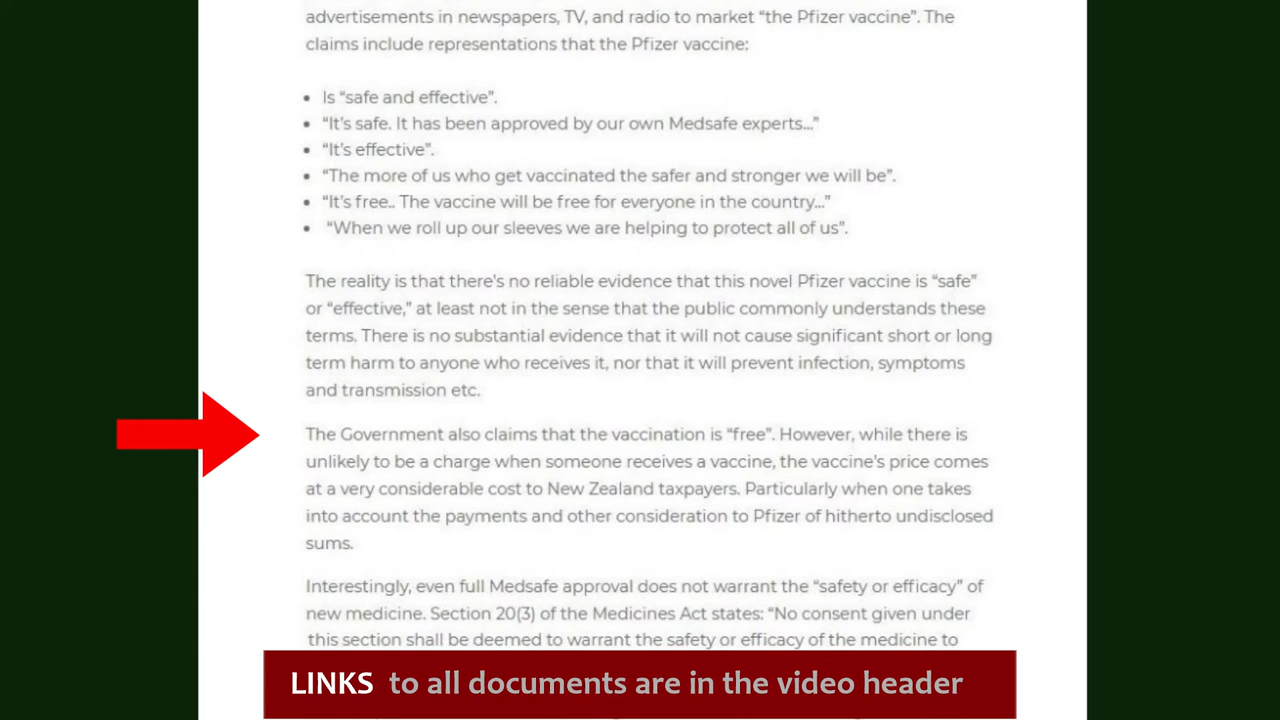 advertisements in newspapers, TV, and radio to market “the Pfizer vaccine”. The
claims include representations that the Pfizer vaccine:
• Is “safe and effective”.
• “It’s safe. It has been approved by our own Medsafe experts...”
• “It’s effective”.
• “The more of us who get vaccinated the safer and stronger we will be”.
• “It’s free.. The vaccine will be free for everyone in the country...”
• “When we roll up our sleeves we are helping to protect all of us”.
The reality is that there’s no reliable evidence that this novel Pfizer vaccine is “safe”
or “effective,” at least not in the sense that the public commonly understands these
terms. There is no substantial evidence that it will not cause significant short or long
term harm to anyone who receives it, nor that it will prevent infection, symptoms
and transmission etc.
The Government also claims that the vaccination is “free”. However, while there is
unlikely to be a charge when someone receives a vaccine, the vaccine’s price comes
at a very considerable cost to New Zealand taxpayers. Particularly when one takes
into account the payments and other consideration to Pfizer of hitherto undisclosed
sums.
Interestingly, even full Medsafe approval does not warrant the “safety or efficacy” of
new medicine. Section 20(3) of the Medicines Act states: “No consent given under
this section shall be deemed to warrant the safety or efficacy of the medicine to
LINKS to all documents are in the video header